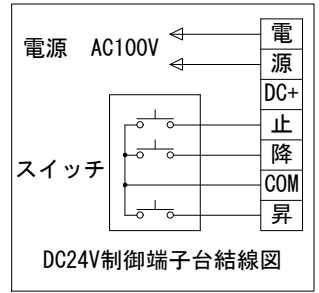 電源 AC100V
電
源
DC+
止
降
COM
昇
スイッチ
DC24V制御端子台結線図